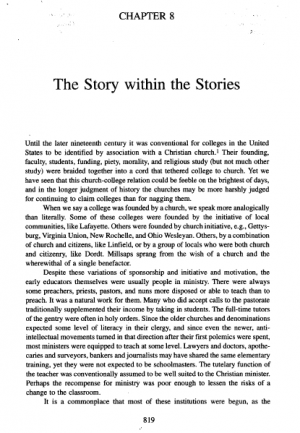 CHAPTER 8
The Story within the Stories
Until the later nineteenth century it was conventional for colleges in the United
States to be identified by association with a Christian church.¹ Their founding,
faculty, students, funding, piety, morality, and religious study (but not much other
study) were braided together into a cord that tethered college to church. Yet we
have seen that this church-college relation could be feeble on the brightest of days,
and in the longer judgment of history the churches may be more harshly judged
for continuing to claim colleges than for nagging them.
When we say a college was founded by a church, we speak more analogically
than literally. Some of these colleges were founded by the initiative of local
communities, like Lafayette. Others were founded by church initiative, e.g., Gettys-
burg, Virginia Union, New Rochelle, and Ohio Wesleyan. Others, by a combination
of church and citizens, like Linfield, or by a group of locals who were both church
and citizenry, like Dordt. Millsaps sprang from the wish of a church and the
wherewithal of a single benefactor.
Despite these variations of sponsorship and initiative and motivation, the
early educators themselves were usually people in ministry. There were always
some preachers, priests, pastors, and nuns more disposed or able to teach than to
preach. It was a natural work for them. Many who did accept calls to the pastorate
traditionally supplemented their income by taking in students. The full-time tutors
of the gentry were often in holy orders. Since the older churches and denominations
expected some level of literacy in their clergy, and since even the newer, anti-
intellectual movements turned in that direction after their first polemics were spent,
most ministers were equipped to teach at some level. Lawyers and doctors, apothe-
caries and surveyors, bankers and journalists may have shared the same elementary
training, yet they were not expected to be schoolmasters. The tutelary function of
the teacher was conventionally assumed to be well suited to the Christian minister.
Perhaps the recompense for ministry was poor enough to lessen the risks of a
change to the classroom.
It is a commonplace that most of these institutions were begun, as the
819